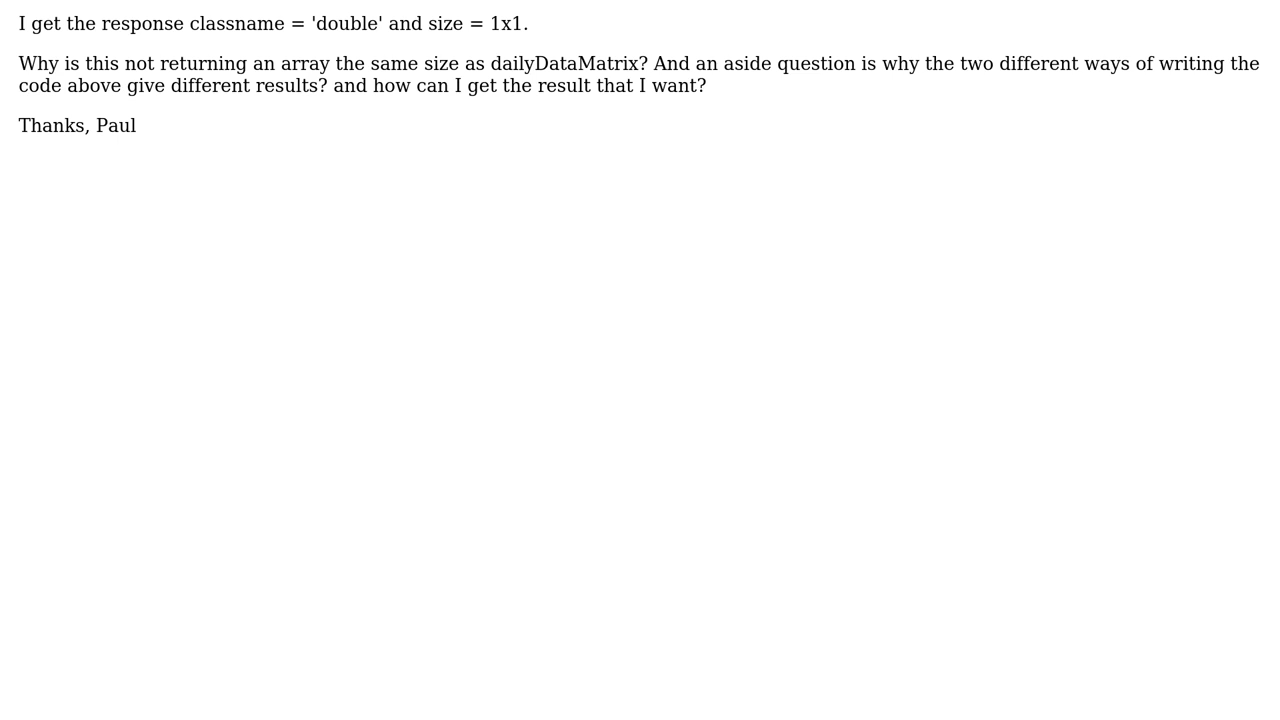 I get the response classname = 'double' and size = 1x1.
Why is this not returning an array the same size as dailyDataMatrix? And an aside question is why the two different ways of writing the
code above give different results? and how can I get the result that I want?
Thanks, Paul